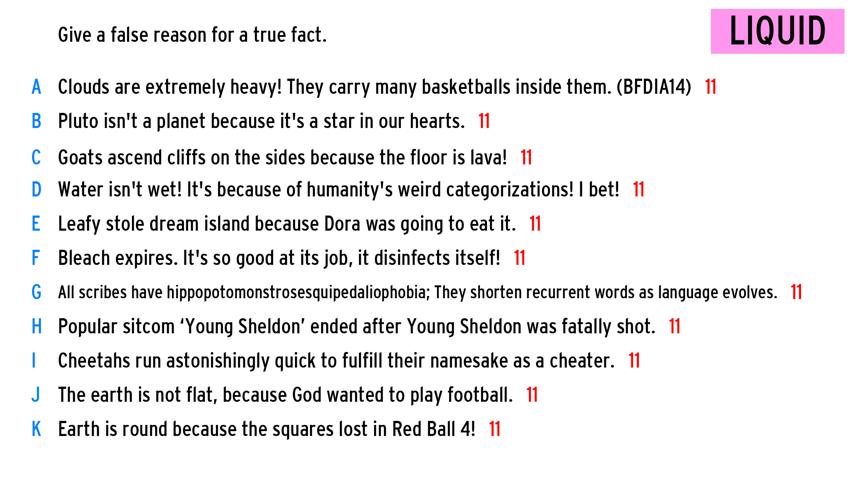 Give a false reason for a true fact.
LIQUID
A Clouds are extremely heavy! They carry many basketballs inside them. (BFDIA14) 11
B Pluto isn't a planet because it's a star in our hearts. 11
C Goats ascend cliffs on the sides because the floor is lava! 11
D Water isn't wet! It's because of humanity's weird categorizations! I bet! 11
E Leafy stole dream island because Dora was going to eat it. 11
F Bleach expires. It's so good at its job, it disinfects itself! 11
G All scribes have hippopotomonstrosesquipedaliophobia; They shorten recurrent words as language evolves. 11
H Popular sitcom ‘Young Sheldon’ ended after Young Sheldon was fatally shot. 11
I Cheetahs run astonishingly quick to fulfill their namesake as a cheater. 11
J The earth is not flat, because God wanted to play football. 11
K Earth is round because the squares lost in Red Ball 4! 11